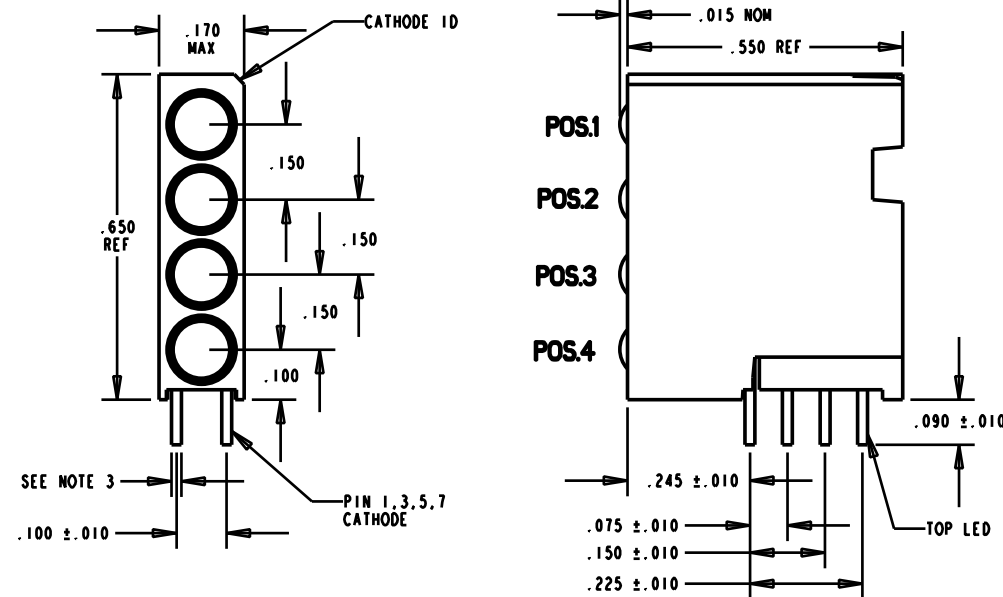 .170
MAX
CATHODE ID
.150
.650
REF
.150
.150
.100
SEE NOTE 3
PIN 1,3,5,7
CATHODE
.100 ±.010
.015 NOM
.550 REF
POS.1
POS.2
POS.3
POS.4
.090 ±.010
.245 ±.010
.075 ±.010
TOP LED
.150 ±.010
.225 ±.010